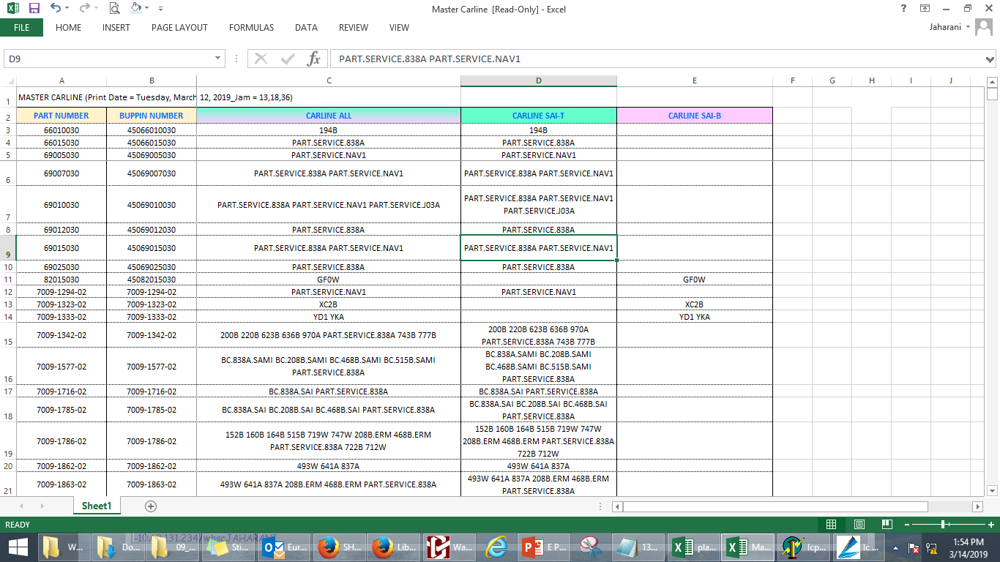 Master Carline [Read-Only] - Excel
?
FILE HOME INSERT PAGE LAYOUT FORMULAS DATA REVIEW VIEW
Jaharani
D9 fx PART.SERVICE.838A PART.SERVICE.NAV1
A B C D E F G H I J
1 MASTER CARLINE (Print Date = Tuesday, March 12, 2019_Jam = 13,18,36)
2 PART NUMBER BUPPIN NUMBER CARLINE ALL CARLINE SAI-T CARLINE SAI-B
3 66010030 45066010030 194B 194B
4 66015030 45066015030 PART.SERVICE.838A PART.SERVICE.838A
5 69005030 45069005030 PART.SERVICE.NAV1 PART.SERVICE.NAV1
6 69007030 45069007030 PART.SERVICE.838A PART.SERVICE.NAV1 PART.SERVICE.838A PART.SERVICE.NAV1
7 69010030 45069010030 PART.SERVICE.838A PART.SERVICE.NAV1 PART.SERVICE.J03A PART.SERVICE.838A PART.SERVICE.NAV1
PART.SERVICE.J03A
8 69012030 45069012030 PART.SERVICE.838A PART.SERVICE.838A
9 69015030 45069015030 PART.SERVICE.838A PART.SERVICE.NAV1 PART.SERVICE.838A PART.SERVICE.NAV1
10 69025030 45069025030 PART.SERVICE.838A PART.SERVICE.838A
11 82015030 45082015030 GF0W GF0W
12 7009-1294-02 7009-1294-02 PART.SERVICE.NAV1 PART.SERVICE.NAV1
13 7009-1323-02 7009-1323-02 XC2B XC2B
14 7009-1333-02 7009-1333-02 YD1 YKA YD1 YKA
15 7009-1342-02 7009-1342-02 200B 220B 623B 636B 970A PART.SERVICE.838A 743B 777B 200B 220B 623B 636B 970A
PART.SERVICE.838A 743B 777B
16 7009-1577-02 7009-1577-02 BC.838A.SAMI BC.208B.SAMI BC.468B.SAMI BC.515B.SAMI
PART.SERVICE.838A
BC.838A.SAMI BC.208B.SAMI
BC.468B.SAMI BC.515B.SAMI
PART.SERVICE.838A
17 7009-1716-02 7009-1716-02 BC.838A.SAI PART.SERVICE.838A BC.838A.SAI PART.SERVICE.838A
18 7009-1785-02 7009-1785-02 BC.838A.SAI BC.208B.SAI BC.468B.SAI PART.SERVICE.838A BC.838A.SAI BC.208B.SAI BC.468B.SAI
PART.SERVICE.838A
19 7009-1786-02 7009-1786-02 152B 160B 164B 515B 719W 747W 208B.ERM 468B.ERM
PART.SERVICE.838A 722B 712W
152B 160B 164B 515B 719W 747W
208B.ERM 468B.ERM PART.SERVICE.838A
722B 712W
20 7009-1862-02 7009-1862-02 493W 641A 837A 493W 641A 837A
21 7009-1863-02 7009-1863-02 493W 641A 837A 208B.ERM 468B.ERM PART.SERVICE.838A 493W 641A 837A 208B.ERM 468B.ERM
PART.SERVICE.838A
Sheet1
READY
W... Do... 09_... Sti... Eur... SH... Lib... Wa... E P... 13... pla... Ma... Icp... Ic ...
1:54 PM
3/14/2019